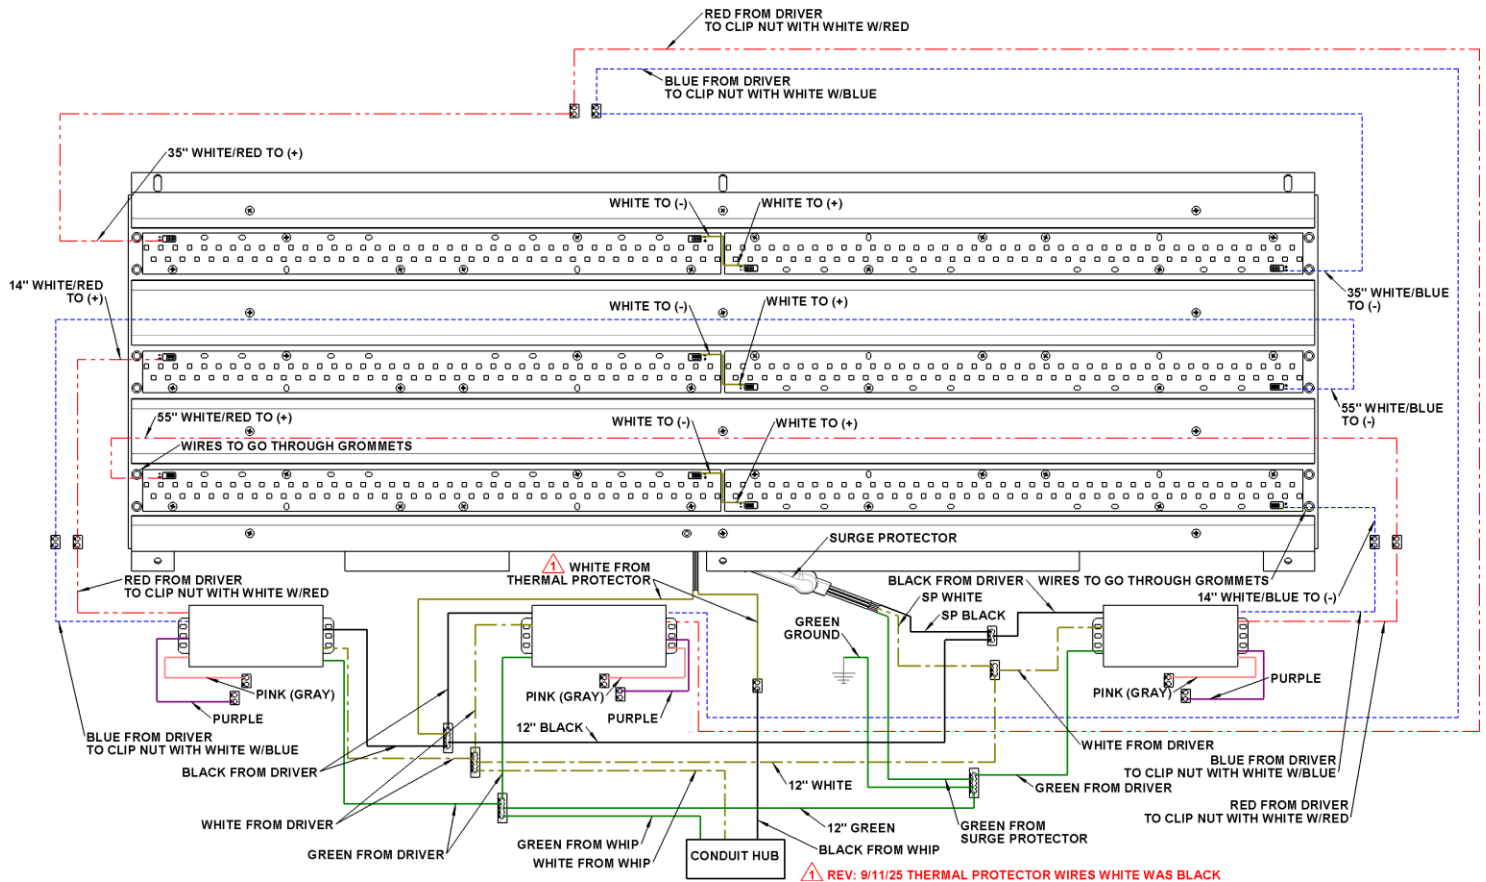 RED FROM DRIVER
TO CLIP NUT WITH WHITE W/RED
BLUE FROM DRIVER
TO CLIP NUT WITH WHITE W/BLUE
35" WHITE/RED TO (+)
WHITE TO (-)
WHITE TO (+)
14" WHITE/RED
TO (+)
35" WHITE/BLUE
TO (-)
WHITE TO (-)
WHITE TO (+)
55" WHITE/RED TO (+)
WIRES TO GO THROUGH GROMMETS
WHITE TO (-)
WHITE TO (+)
55" WHITE/BLUE
TO (-)
SURGE PROTECTOR
1
WHITE FROM
THERMAL PROTECTOR
RED FROM DRIVER
TO CLIP NUT WITH WHITE W/RED
BLACK FROM DRIVER
WIRES TO GO THROUGH GROMMETS
SP WHITE
14" WHITE/BLUE TO (-)
SP BLACK
GREEN
GROUND
PINK (GRAY)
PURPLE
PINK (GRAY)
PURPLE
PINK (GRAY)
PURPLE
BLUE FROM DRIVER
TO CLIP NUT WITH WHITE W/BLUE
12" BLACK
BLACK FROM DRIVER
WHITE FROM DRIVER
BLUE FROM DRIVER
TO CLIP NUT WITH WHITE W/BLUE
12" WHITE
GREEN FROM DRIVER
RED FROM DRIVER
TO CLIP NUT WITH WHITE W/RED
WHITE FROM DRIVER
12" GREEN
GREEN FROM
SURGE PROTECTOR
GREEN FROM DRIVER
GREEN FROM WHIP
WHITE FROM WHIP
BLACK FROM WHIP
CONDUIT HUB
1 REV: 9/11/25 THERMAL PROTECTOR WIRES WHITE WAS BLACK